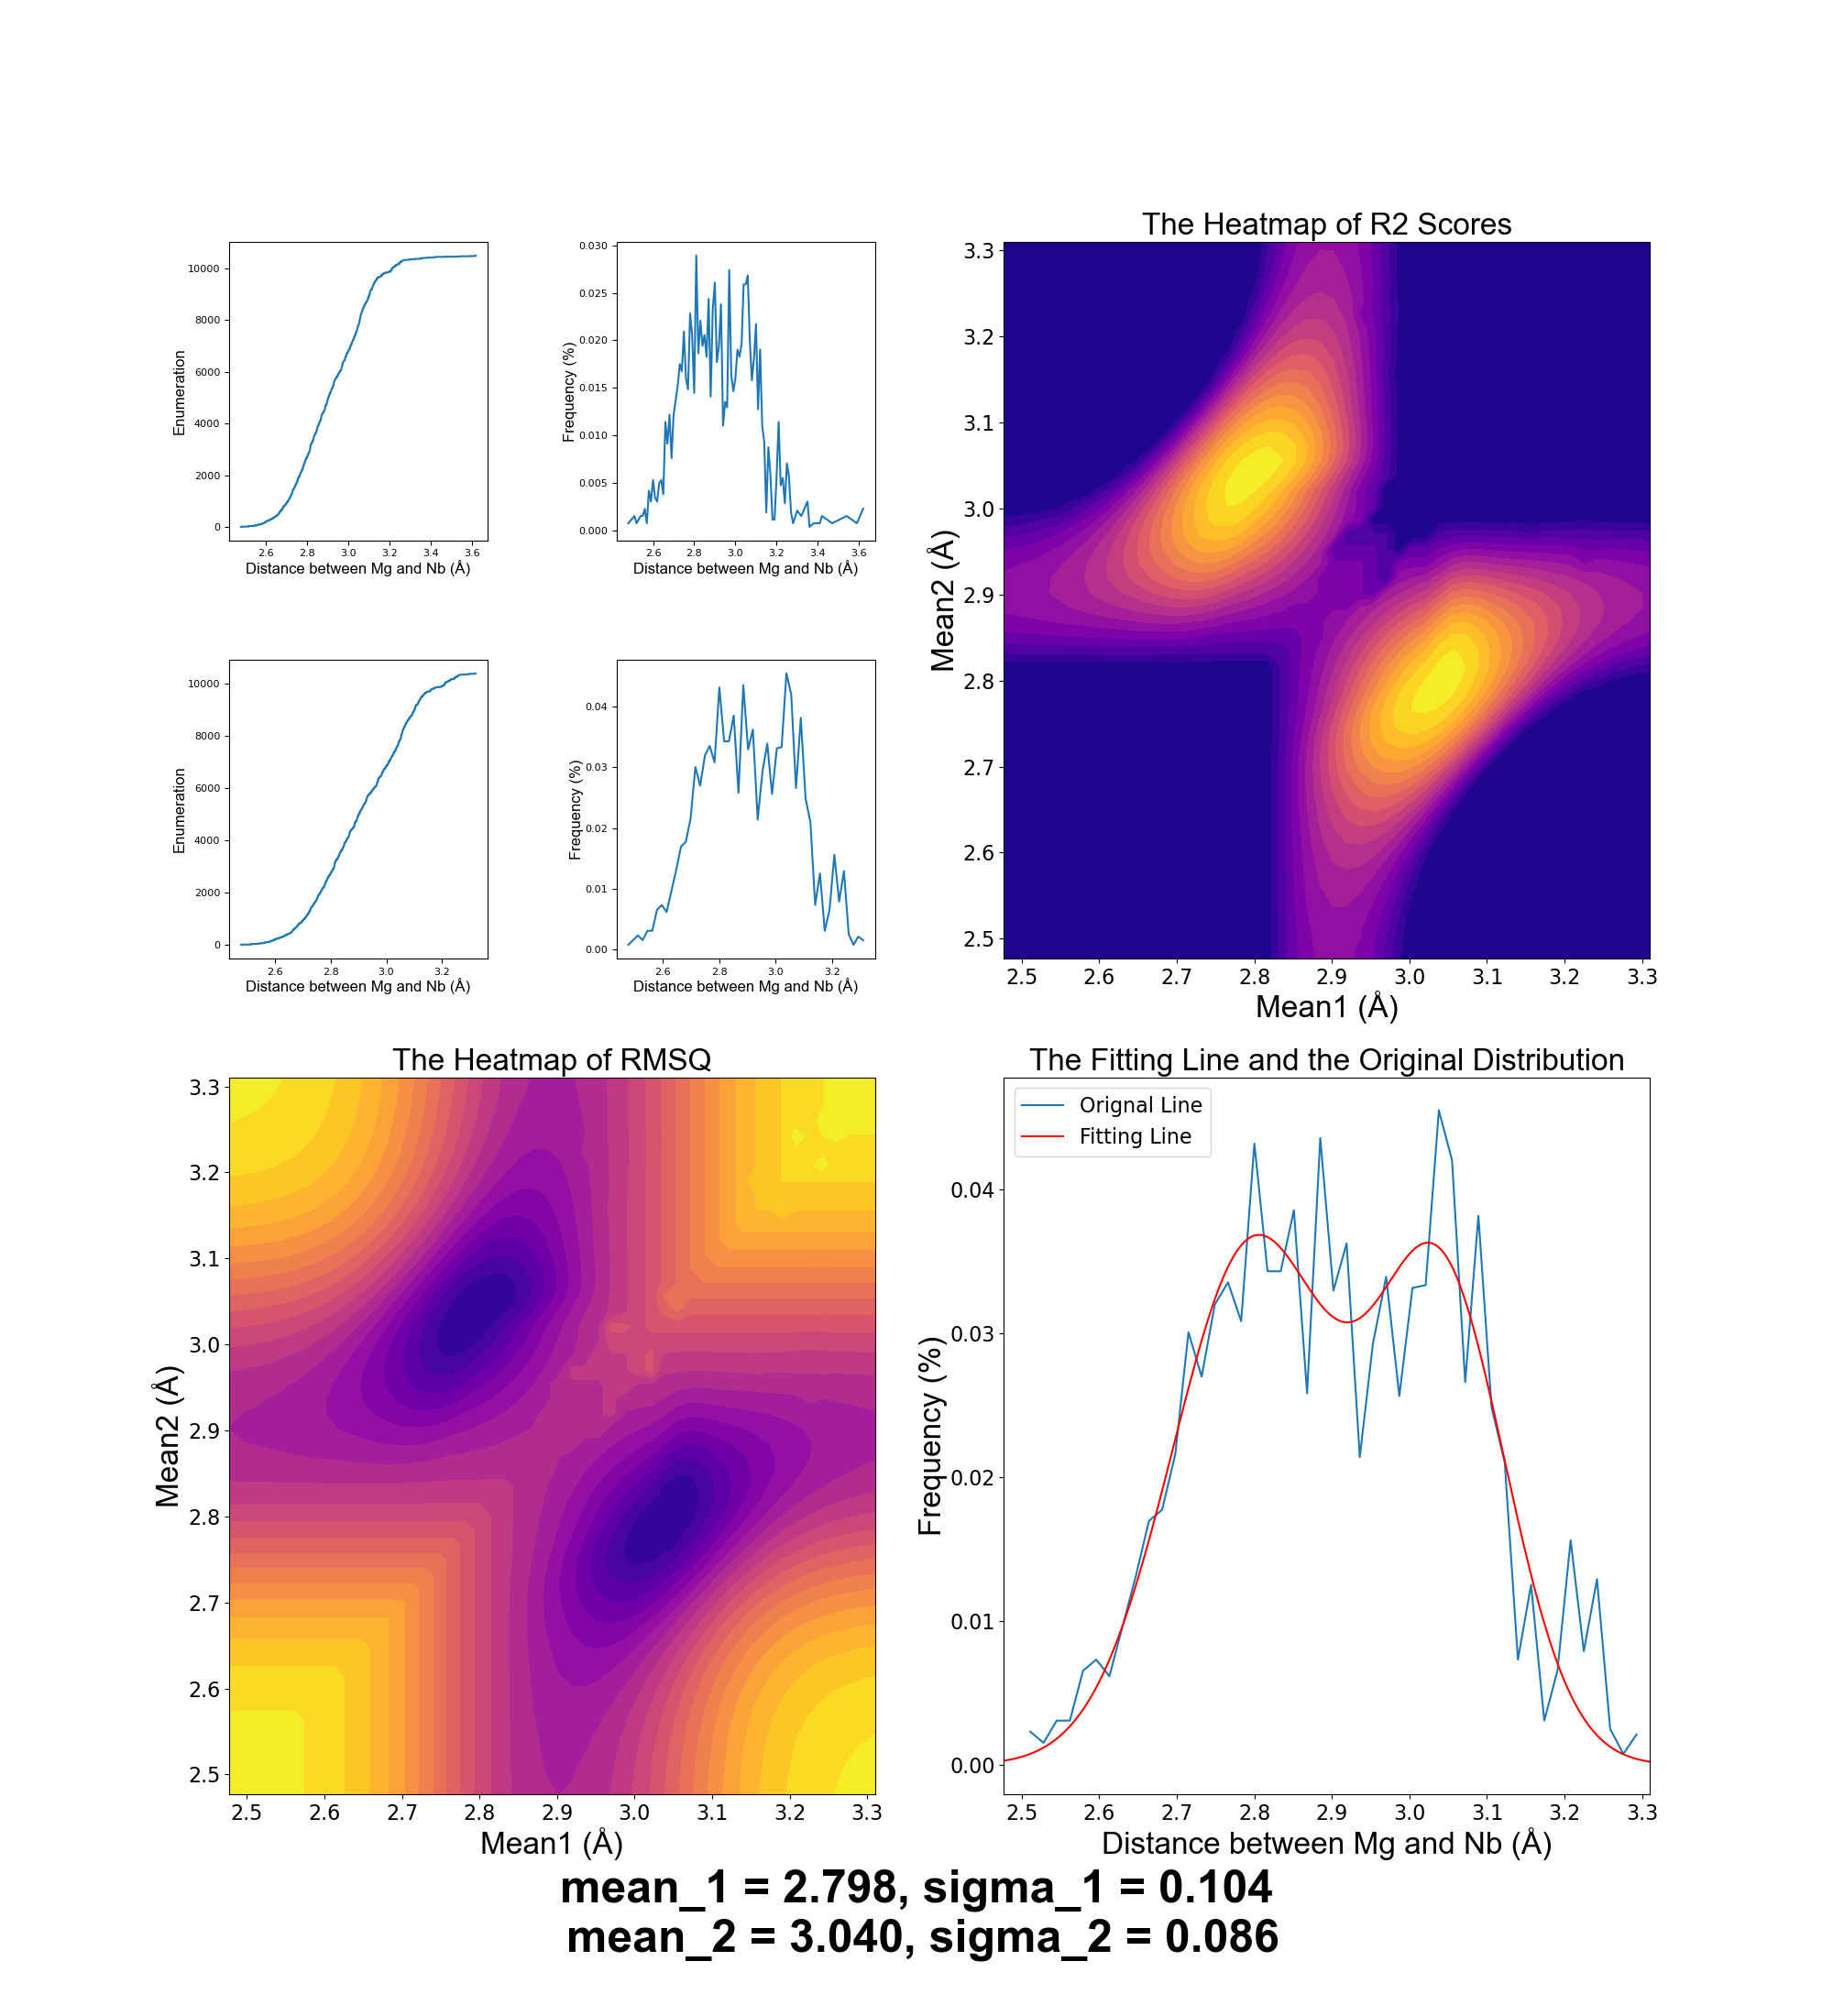 10000
8000
6000
4000
2000
0
Enumeration
2.6 2.8 3.0 3.2 3.4 3.6
Distance between Mg and Nb (Å)
0.030
0.025
0.020
0.015
0.010
0.005
0.000
Frequency (%)
2.6 2.8 3.0 3.2 3.4 3.6
Distance between Mg and Nb (Å)
The Heatmap of R2 Scores
3.3
3.2
3.1
3.0
2.9
2.8
2.7
2.6
2.5
Mean2 (Å)
2.5 2.6 2.7 2.8 2.9 3.0 3.1 3.2 3.3
Mean1 (Å)
10000
8000
6000
4000
2000
0
Enumeration
2.6 2.8 3.0 3.2
Distance between Mg and Nb (Å)
0.04
0.03
0.02
0.01
0.00
Frequency (%)
2.6 2.8 3.0 3.2
Distance between Mg and Nb (Å)
The Heatmap of RMSQ
3.3
3.2
3.1
3.0
2.9
2.8
2.7
2.6
2.5
Mean2 (Å)
2.5 2.6 2.7 2.8 2.9 3.0 3.1 3.2 3.3
Mean1 (Å)
The Fitting Line and the Original Distribution
Orignal Line
Fitting Line
0.04
0.03
0.02
0.01
0.00
Frequency (%)
2.5 2.6 2.7 2.8 2.9 3.0 3.1 3.2 3.3
Distance between Mg and Nb (Å)
mean_1 = 2.798, sigma_1 = 0.104
mean_2 = 3.040, sigma_2 = 0.086